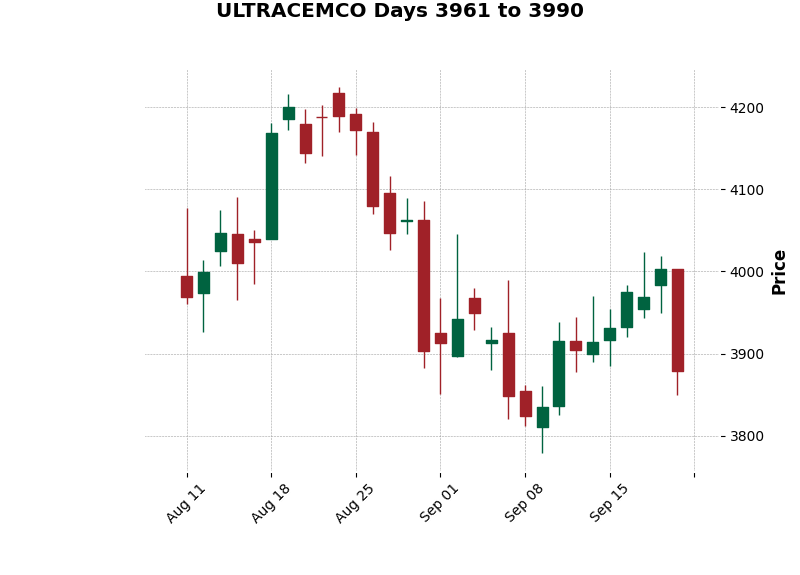 ULTRACEMCO Days 3961 to 3990
4200
4100
4000
3900
3800
Price
Aug 11
Aug 18
Aug 25
Sep 01
Sep 08
Sep 15